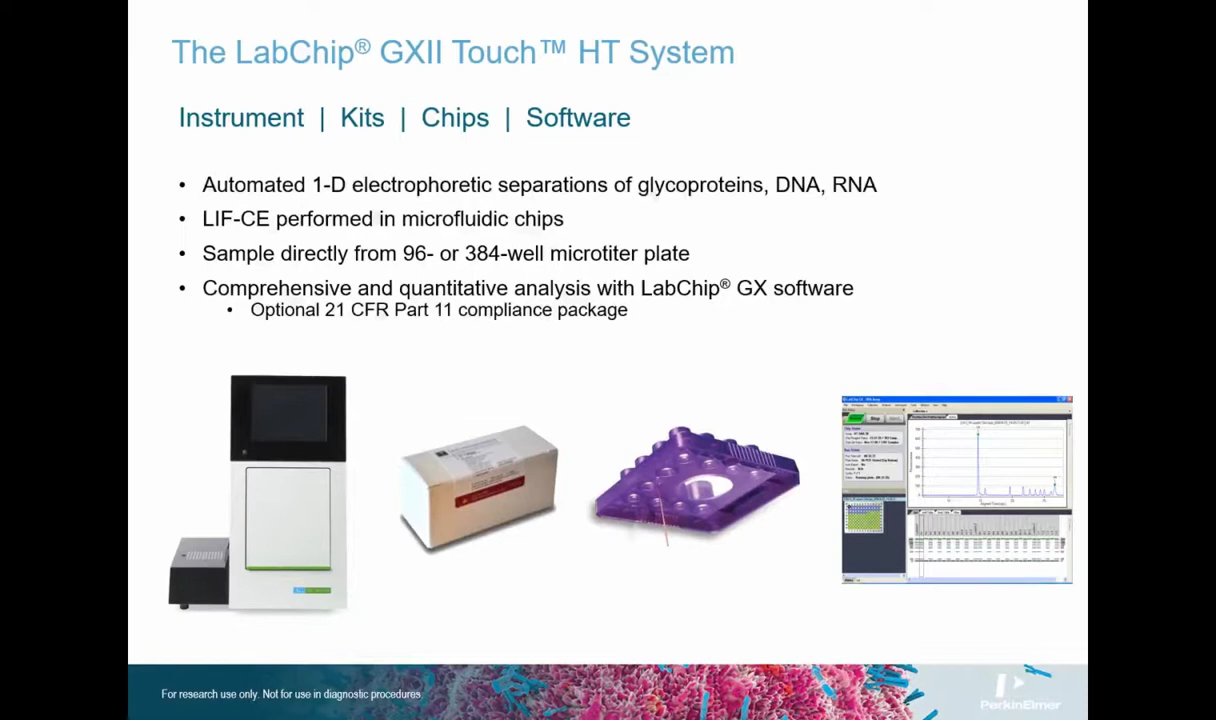 The LabChip® GXII Touch™ HT System
Instrument | Kits | Chips | Software
• Automated 1-D electrophoretic separations of glycoproteins, DNA, RNA
• LIF-CE performed in microfluidic chips
• Sample directly from 96- or 384-well microtiter plate
• Comprehensive and quantitative analysis with LabChip® GX software
• Optional 21 CFR Part 11 compliance package
For research use only. Not for use in diagnostic procedures
PerkinElmer